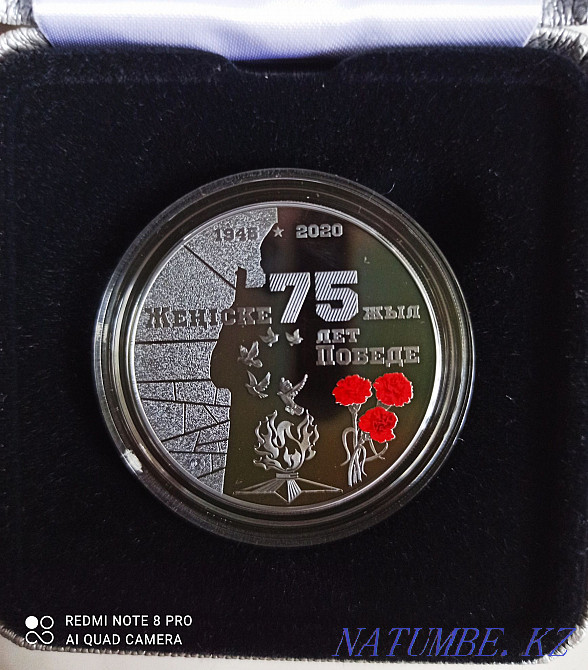 1945 ★ 2020
ЖЕҢІСКЕ 75 ЖЫЛ
ЛЕТ
ПОБЕДЕ
REDMI NOTE 8 PRO
AI QUAD CAMERA
NATUMBE. KZ